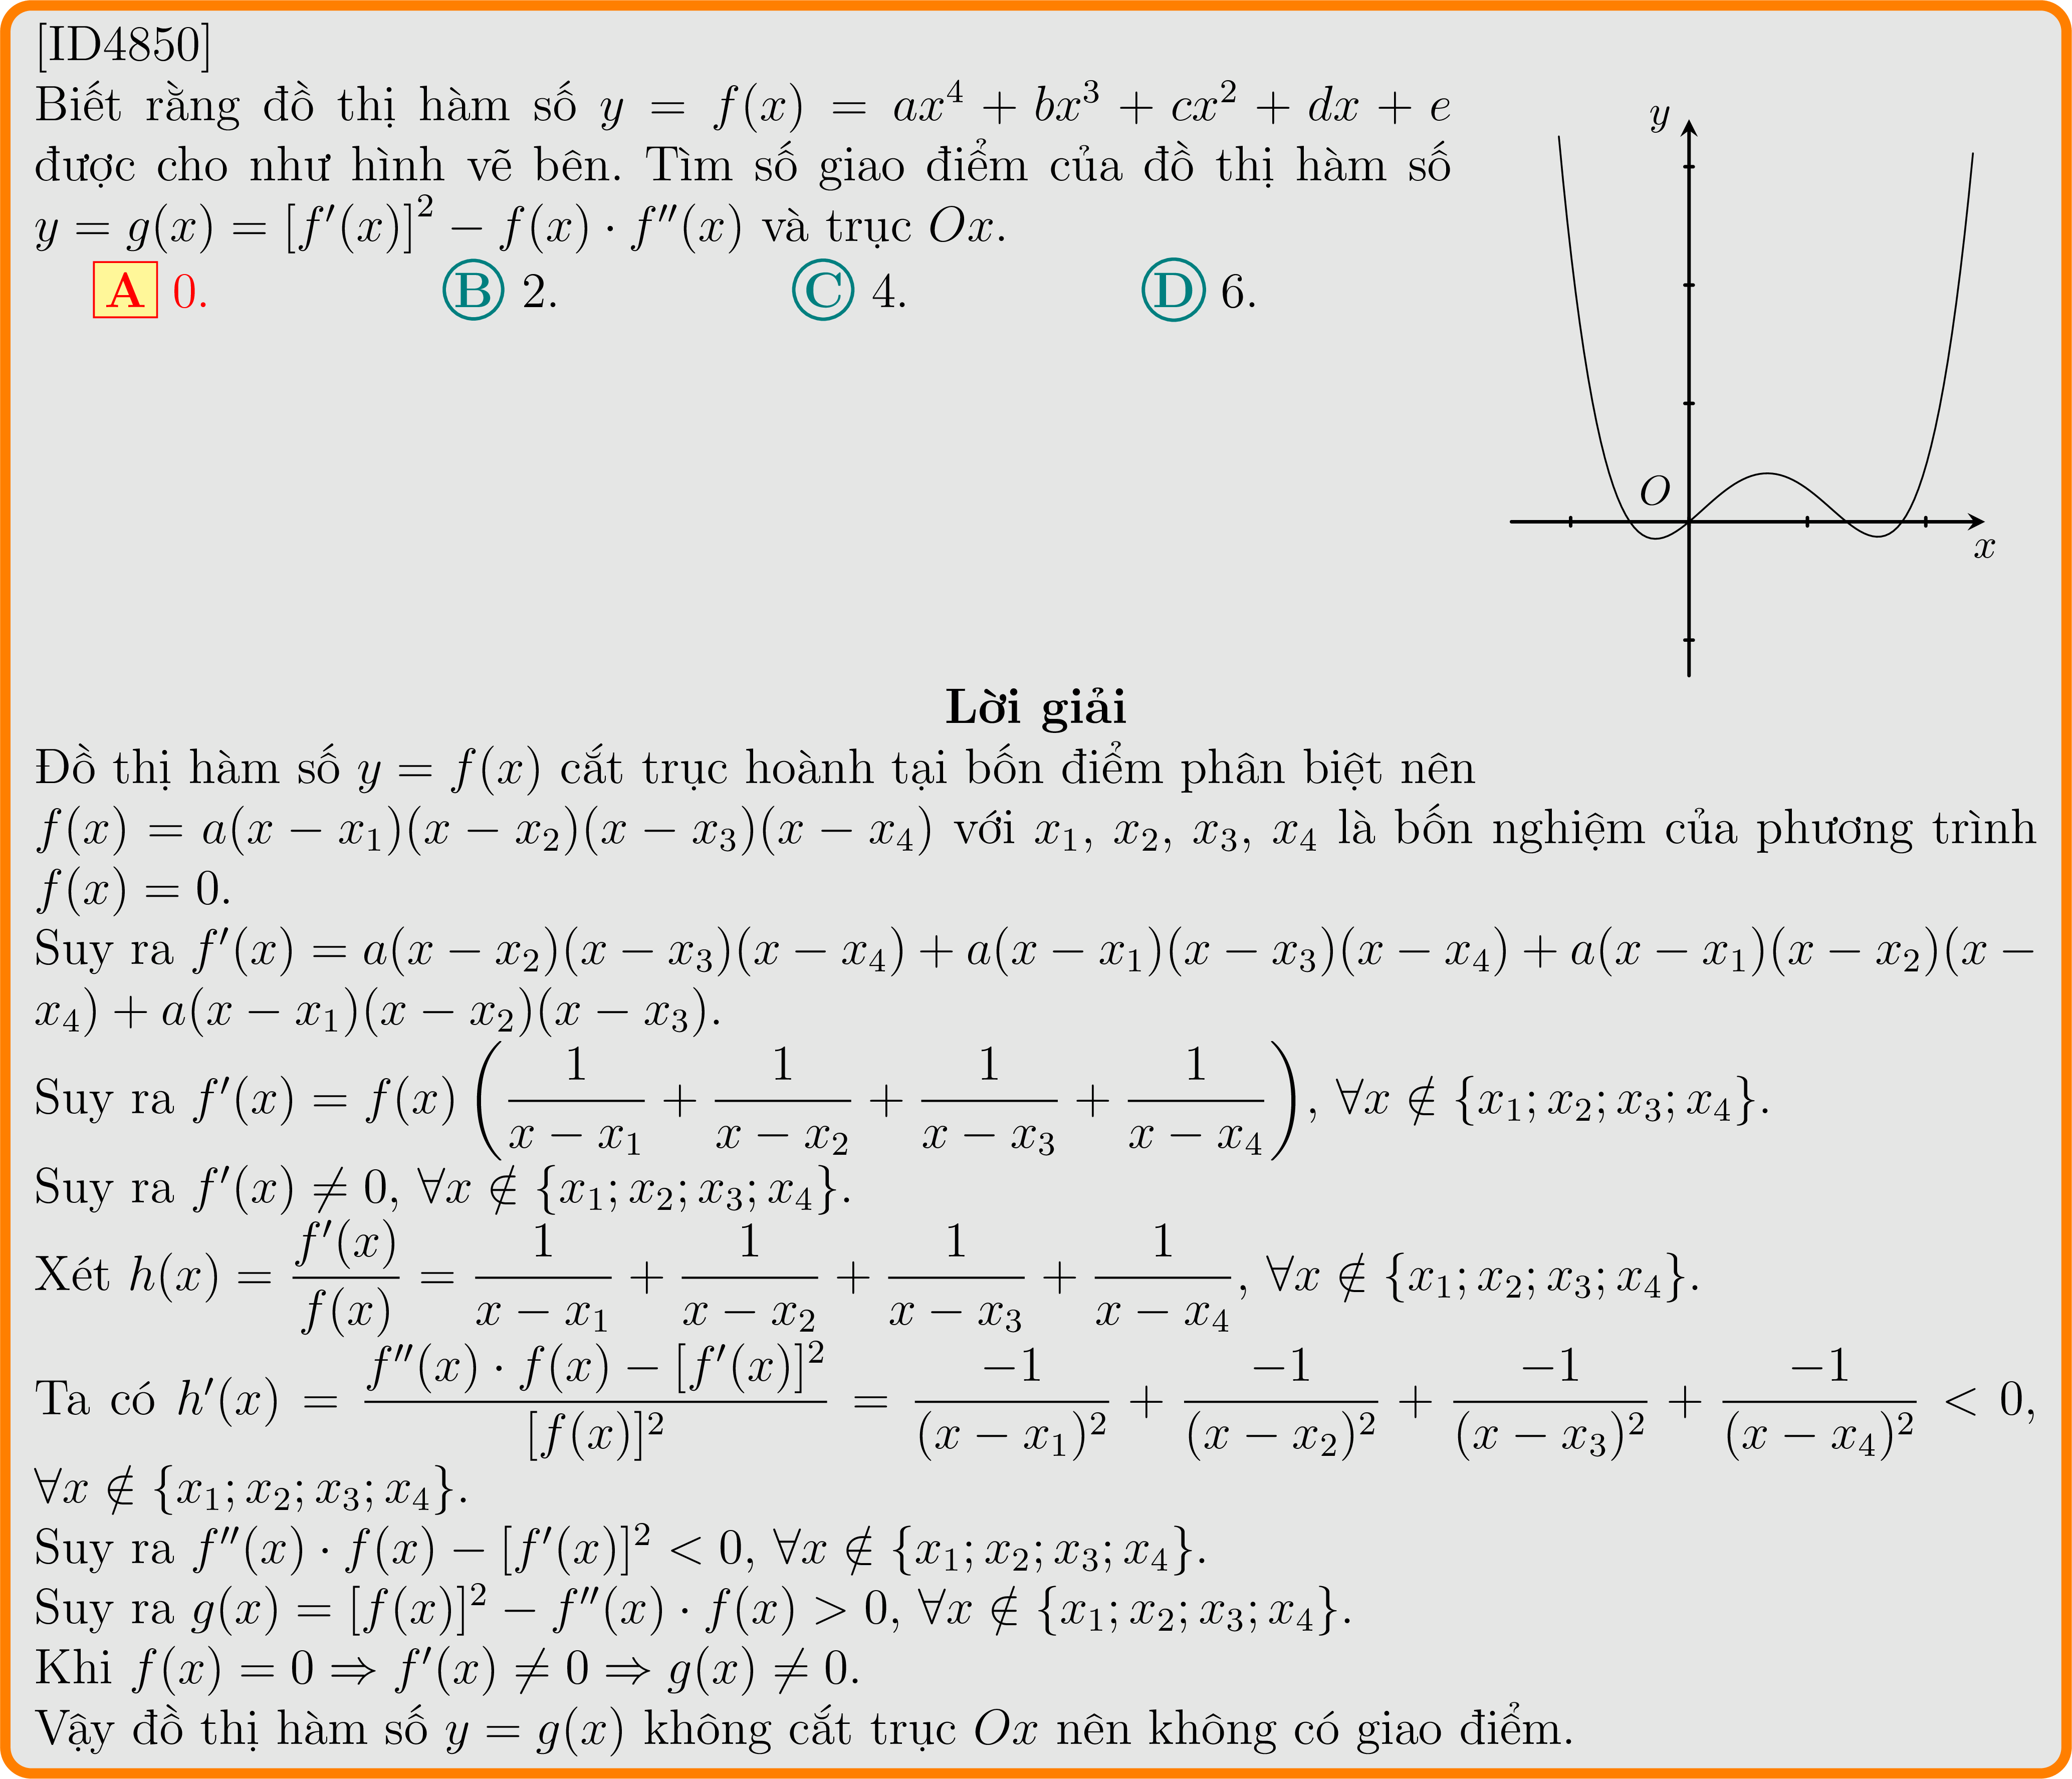 [ID4850]
Biết rằng đồ thị hàm số $y = f(x) = ax^4 + bx^3 + cx^2 + dx + e$
được cho như hình vẽ bên. Tìm số giao điểm của đồ thị hàm số
$y = g(x) = [f'(x)]^2 - f(x) \cdot f''(x)$ và trục $Ox$.
A 0. B 2. C 4. D 6.
y
O
x
Lời giải
Đồ thị hàm số $y = f(x)$ cắt trục hoành tại bốn điểm phân biệt nên
$f(x) = a(x - x_1)(x - x_2)(x - x_3)(x - x_4)$ với $x_1$, $x_2$, $x_3$, $x_4$ là bốn nghiệm của phương trình
$f(x) = 0$.
Suy ra $f'(x) = a(x - x_2)(x - x_3)(x - x_4) + a(x - x_1)(x - x_3)(x - x_4) + a(x - x_1)(x - x_2)(x -$
$x_4) + a(x - x_1)(x - x_2)(x - x_3)$.
Suy ra $f'(x) = f(x) \left( \frac{1}{x - x_1} + \frac{1}{x - x_2} + \frac{1}{x - x_3} + \frac{1}{x - x_4} \right)$, $\forall x \notin \{x_1; x_2; x_3; x_4\}$.
Suy ra $f'(x) \neq 0$, $\forall x \notin \{x_1; x_2; x_3; x_4\}$.
Xét $h(x) = \frac{f'(x)}{f(x)} = \frac{1}{x - x_1} + \frac{1}{x - x_2} + \frac{1}{x - x_3} + \frac{1}{x - x_4}$, $\forall x \notin \{x_1; x_2; x_3; x_4\}$.
Ta có $h'(x) = \frac{f''(x) \cdot f(x) - [f'(x)]^2}{[f(x)]^2} = \frac{-1}{(x - x_1)^2} + \frac{-1}{(x - x_2)^2} + \frac{-1}{(x - x_3)^2} + \frac{-1}{(x - x_4)^2} < 0$,
$\forall x \notin \{x_1; x_2; x_3; x_4\}$.
Suy ra $f''(x) \cdot f(x) - [f'(x)]^2 < 0$, $\forall x \notin \{x_1; x_2; x_3; x_4\}$.
Suy ra $g(x) = [f(x)]^2 - f''(x) \cdot f(x) > 0$, $\forall x \notin \{x_1; x_2; x_3; x_4\}$.
Khi $f(x) = 0 \Rightarrow f'(x) \neq 0 \Rightarrow g(x) \neq 0$.
Vậy đồ thị hàm số $y = g(x)$ không cắt trục $Ox$ nên không có giao điểm.